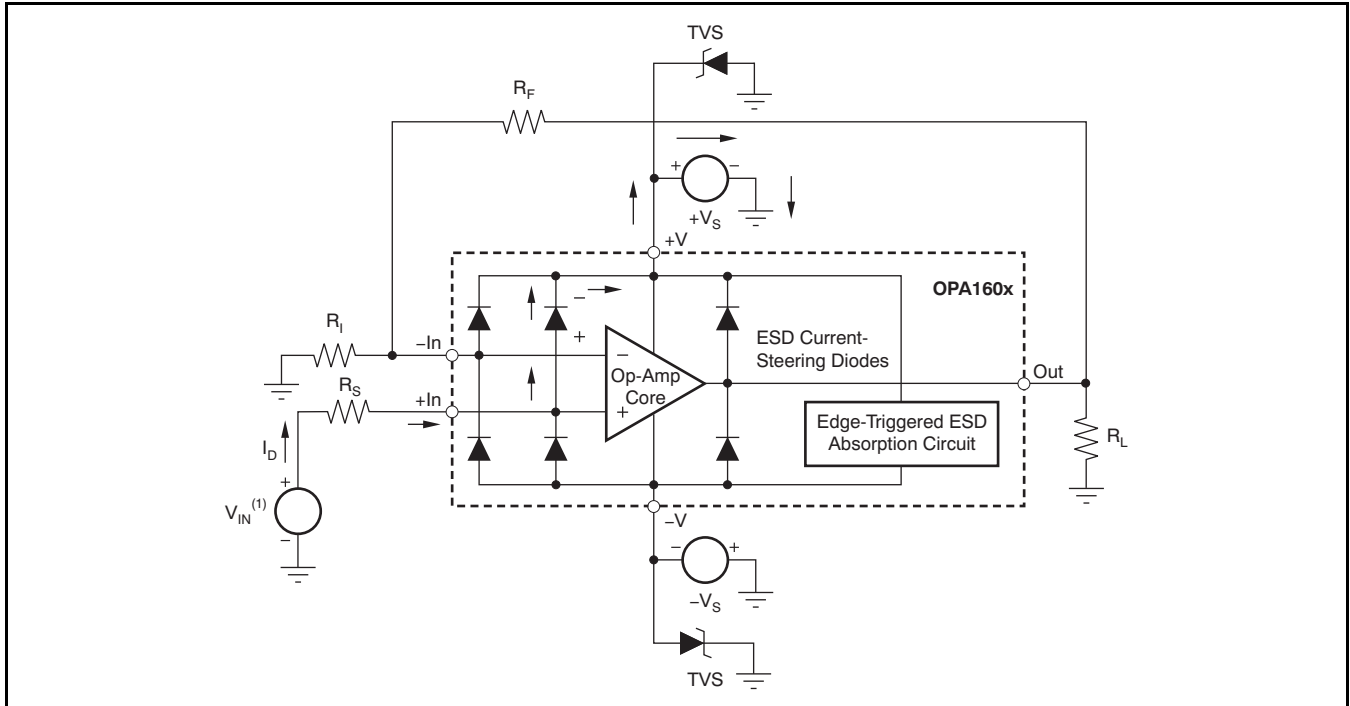 TVS
R_F
+ −
+V_S
+V
OPA160x
R_I
−In
−
+
−
ESD Current-
Steering Diodes
Op-Amp
Core
Out
R_S
+In
+
Edge-Triggered ESD
Absorption Circuit
R_L
I_D
+
V_IN^(1)
−
−V
− +
−V_S
TVS